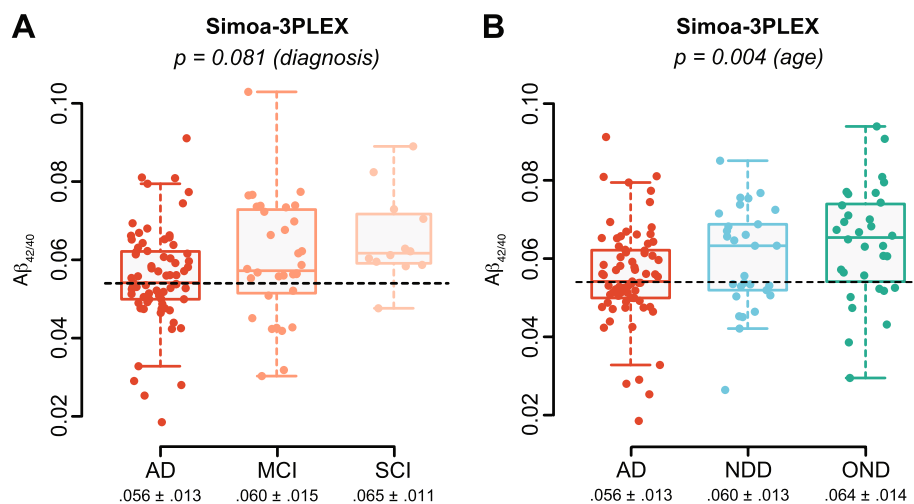 A
Simoa-3PLEX
p = 0.081 (diagnosis)
Aβ42/40
0.10
0.08
0.06
0.04
0.02
AD MCI SCI
.056 ± .013 .060 ± .015 .065 ± .011
B
Simoa-3PLEX
p = 0.004 (age)
Aβ42/40
0.10
0.08
0.06
0.04
0.02
AD NDD OND
.056 ± .013 .060 ± .013 .064 ± .014